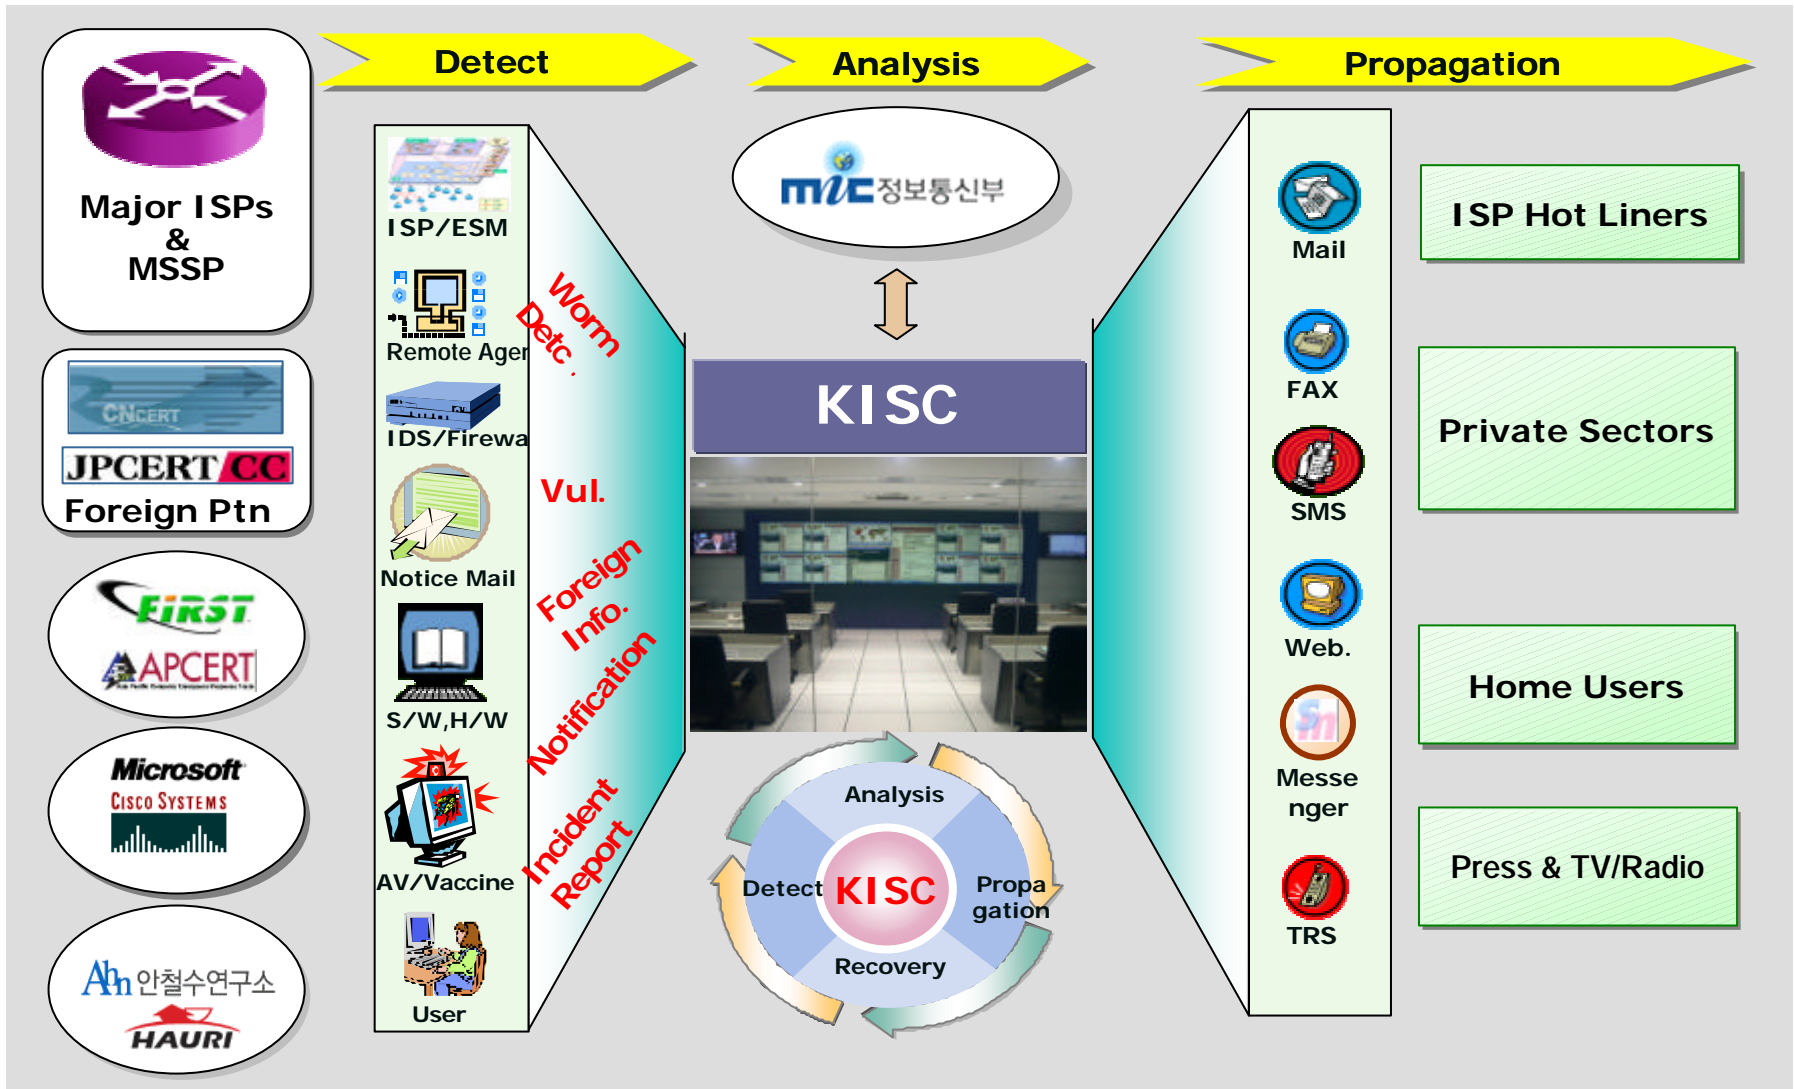 Detect
Analysis
Propagation
Major ISPs
&
MSSP
CNCERT
JPCERT CC
Foreign Ptn
FiRST
APCERT
Microsoft
CISCO SYSTEMS
Ahn 안철수연구소
HAURI
ISP/ESM
Remote Ager
IDS/Firewa
Notice Mail
S/W,H/W
AV/Vaccine
User
Worm
Detc.
Vul.
Foreign
Info.
Notification
Incident
Report
mic 정보통신부
KISC
Analysis
Detect
KISC
Propa
gation
Recovery
Mail
FAX
SMS
Web.
Messe
nger
TRS
ISP Hot Liners
Private Sectors
Home Users
Press & TV/Radio